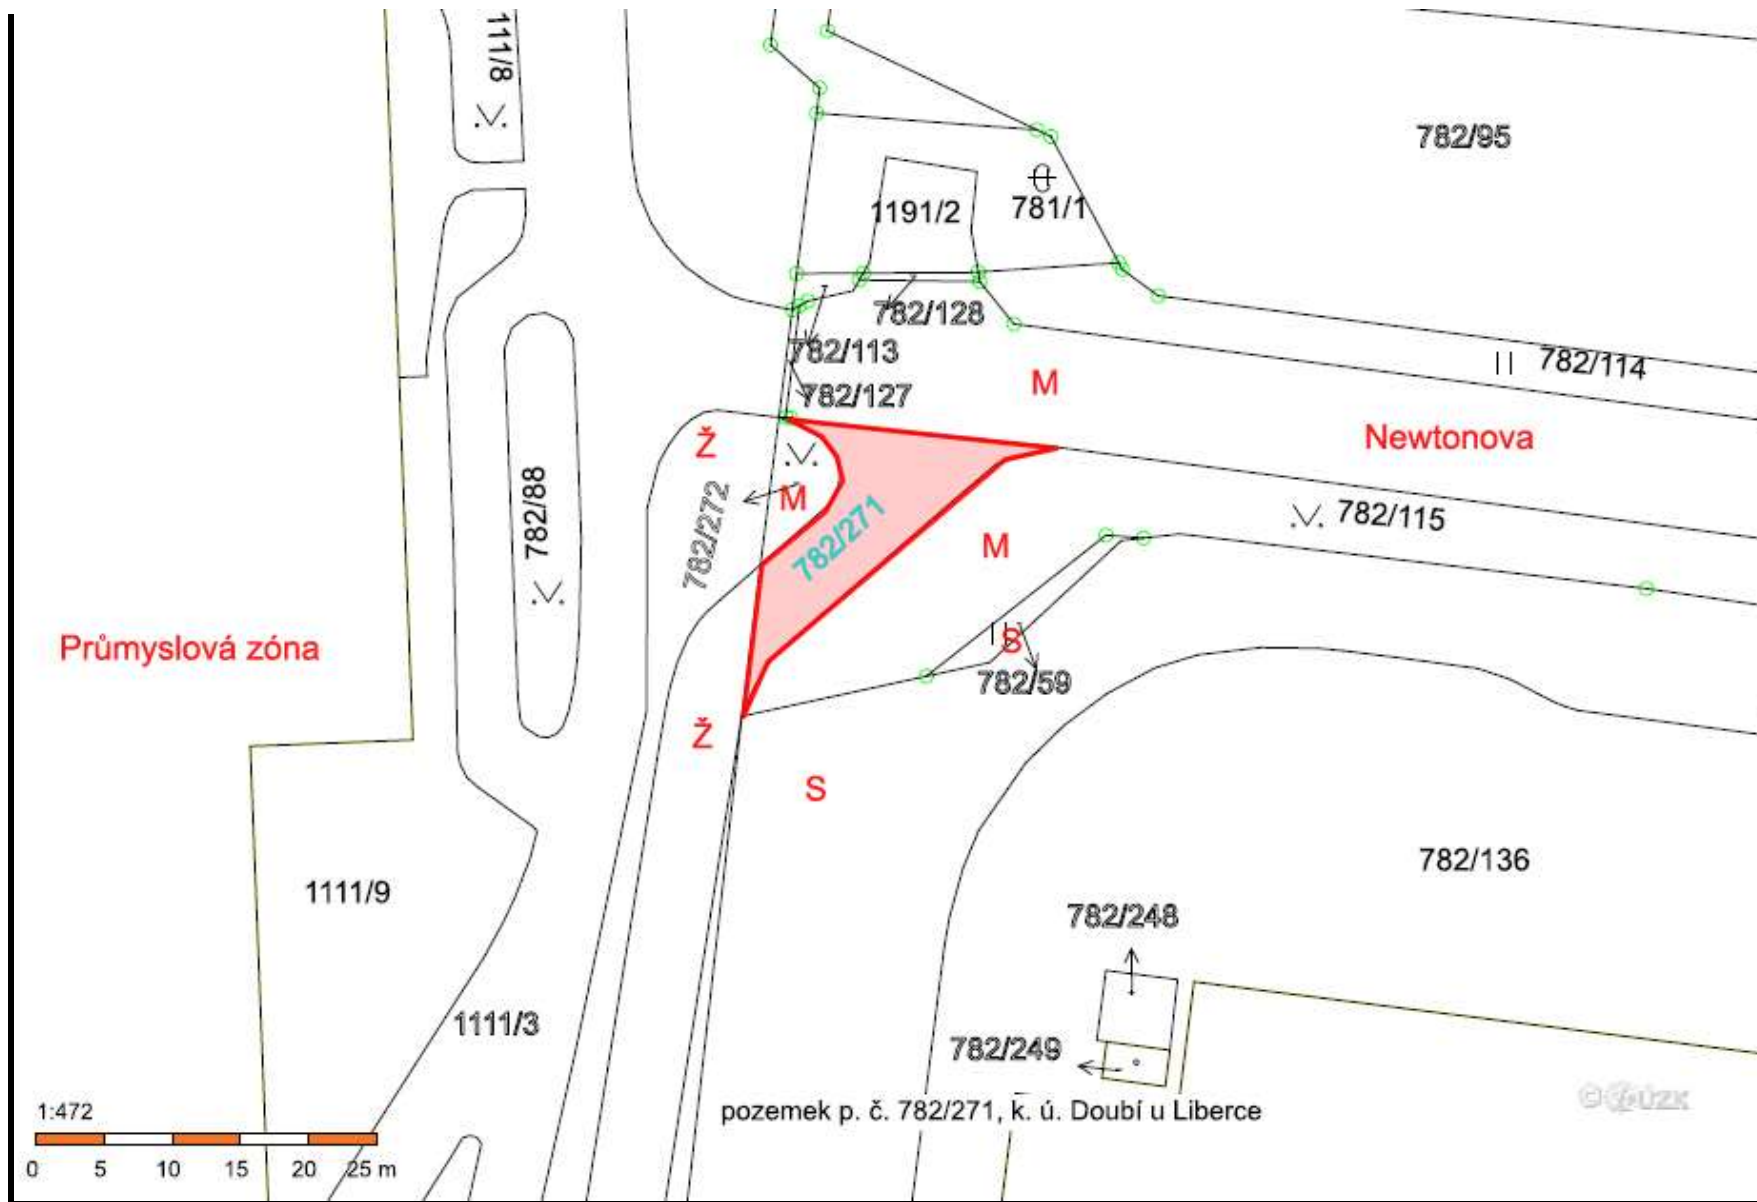 1111/8
782/95
1191/2
781/1
782/128
782/113
782/114
782/127
M
Newtonova
Ž
M
782/272
782/271
782/88
782/115
M
Průmyslová zóna
S
782/59
Ž
S
782/136
1111/9
782/248
1111/3
782/249
1:472
pozemek p. č. 782/271, k. ú. Doubí u Liberce
© ČÚZK
0 5 10 15 20 25 m